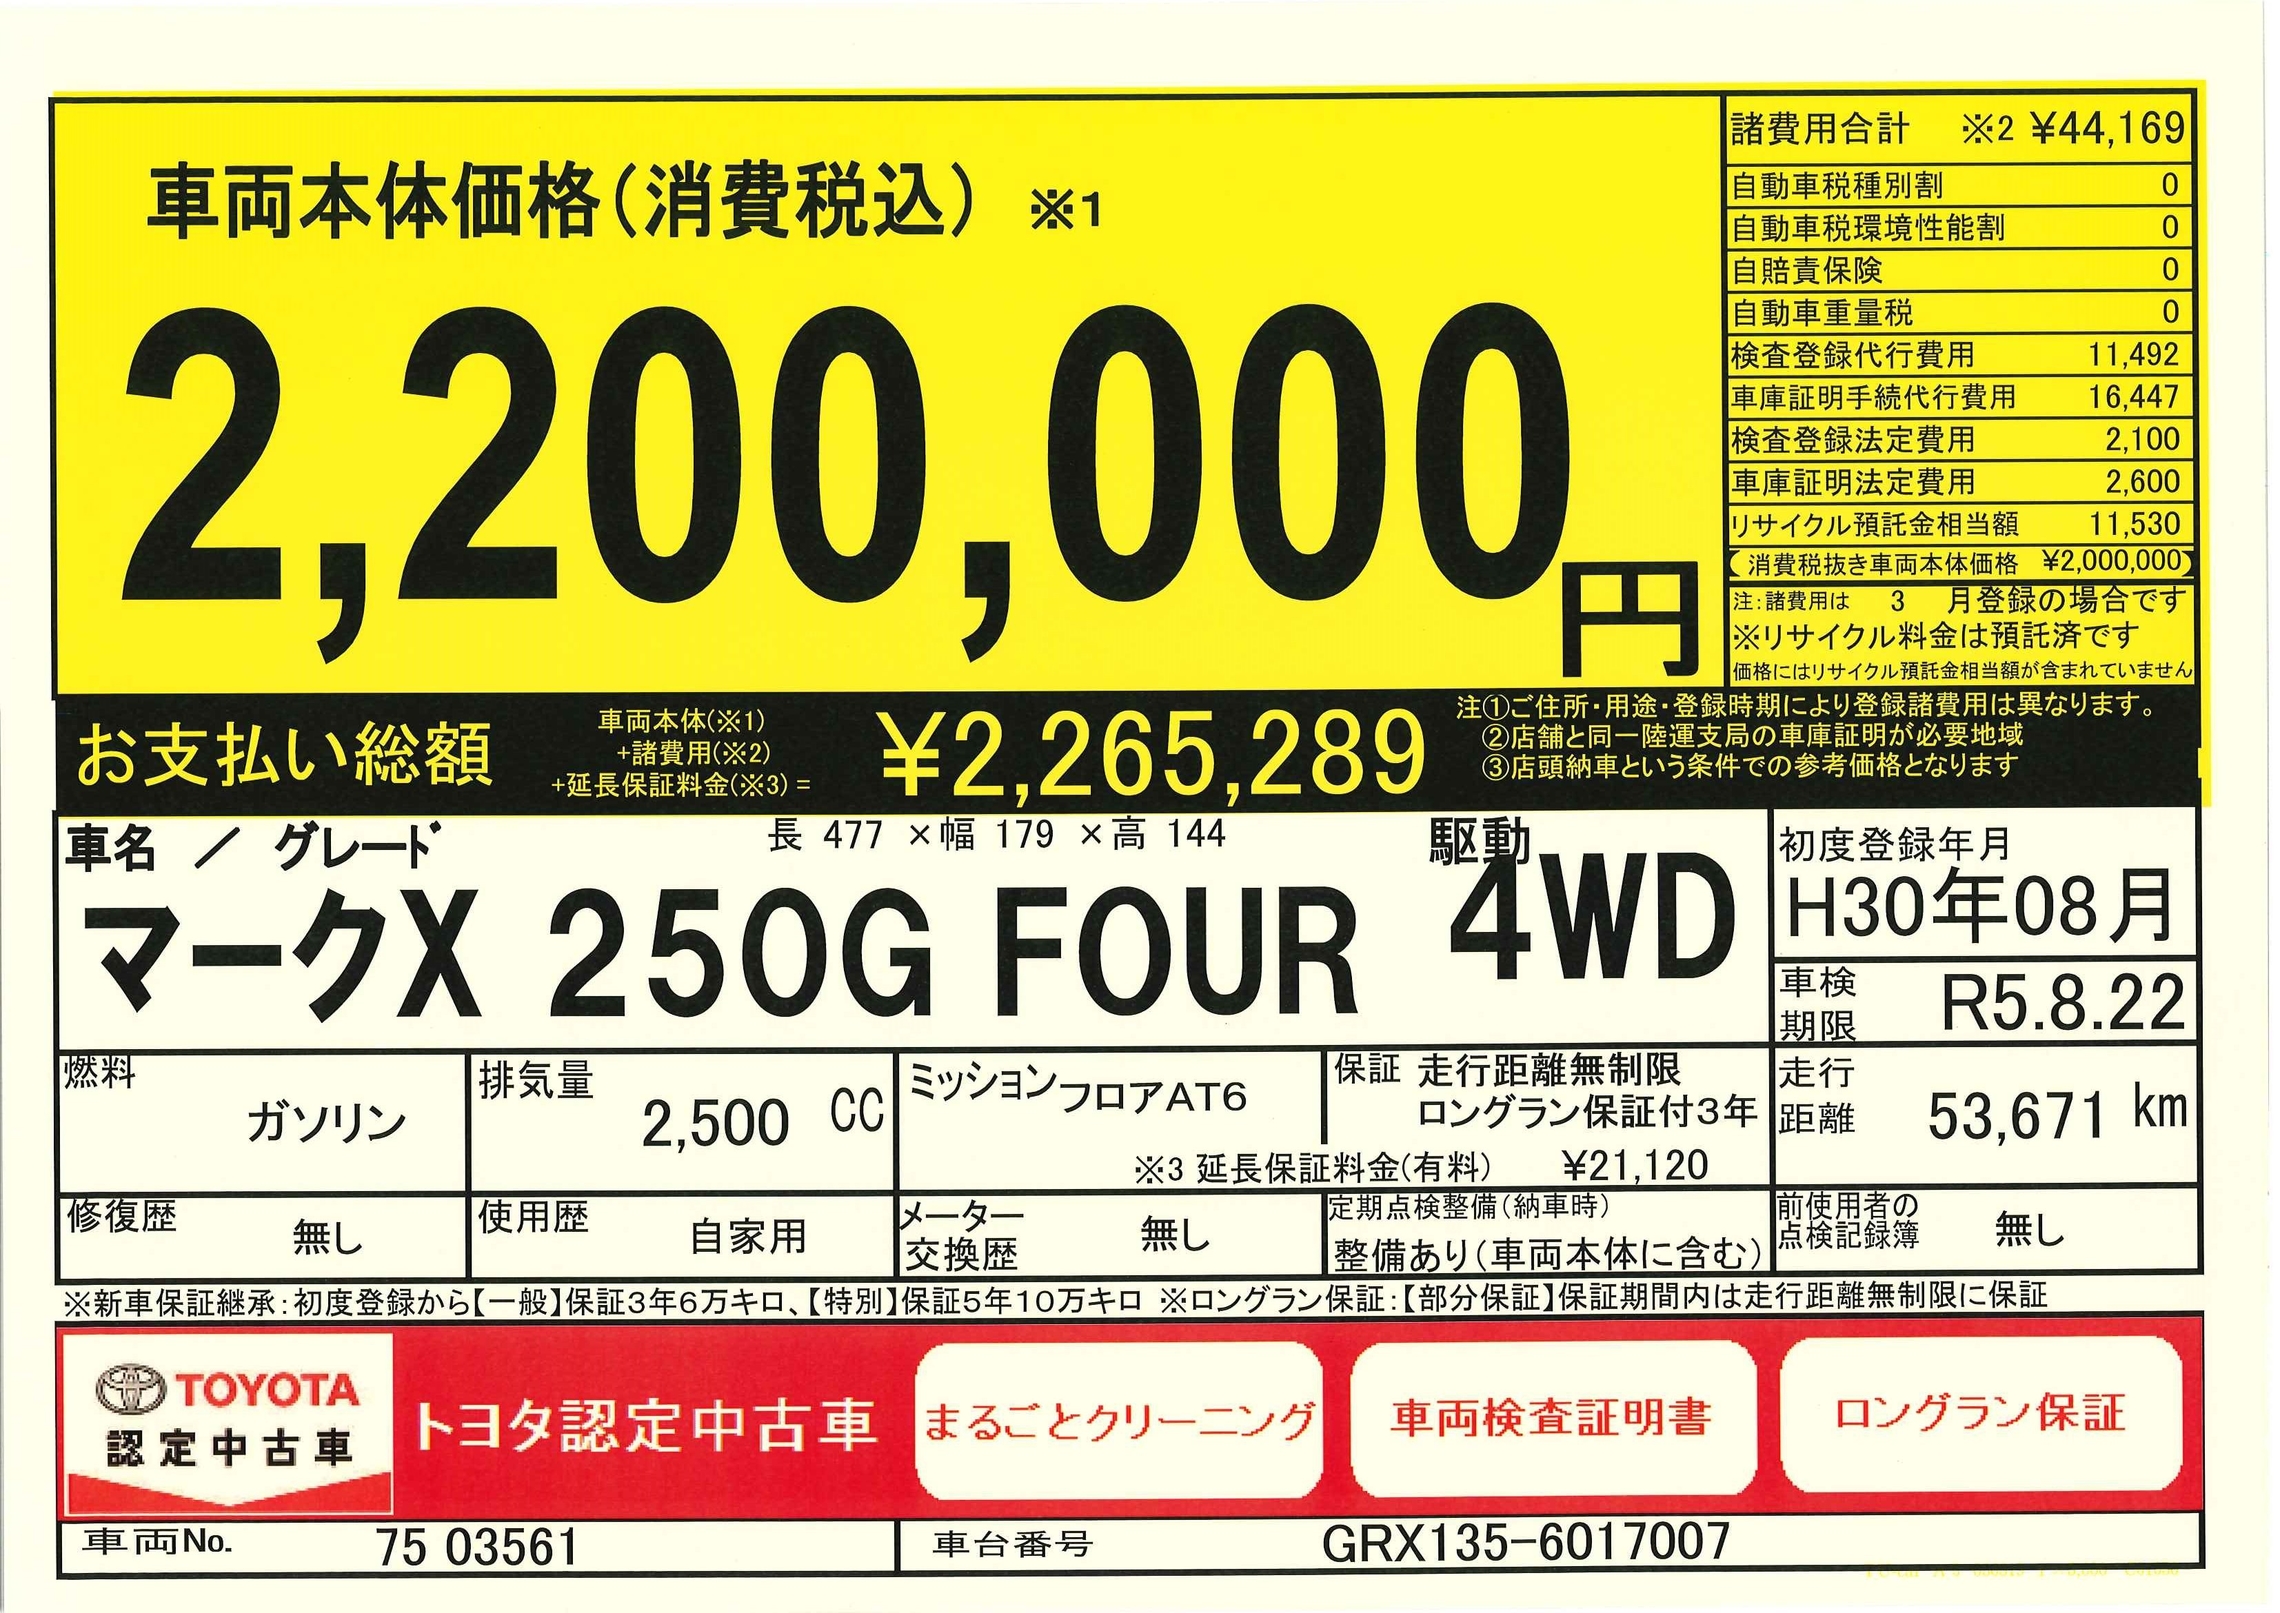 車両本体価格(消費税込) ※1
2,200,000円
諸費用合計 ※2 ¥44,169
自動車税種別割 0
自動車税環境性能割 0
自賠責保険 0
自動車重量税 0
検査登録代行費用 11,492
車庫証明手続代行費用 16,447
検査登録法定費用 2,100
車庫証明法定費用 2,600
リサイクル預託金相当額 11,530
(消費税抜き車両本体価格 ¥2,000,000)
注:諸費用は 3 月登録の場合です
※リサイクル料金は預託済です
価格にはリサイクル預託金相当額が含まれていません
お支払い総額
車両本体(※1)
+諸費用(※2)
+延長保証料金(※3)=
¥2,265,289
注①ご住所・用途・登録時期により登録諸費用は異なります。
②店舗と同一陸運支局の車庫証明が必要地域
③店頭納車という条件での参考価格となります
車名 / グレード
長 477 ×幅 179 ×高 144
マークX 250G FOUR
駆動
4WD
初度登録年月
H30年08月
車検
期限
R5.8.22
燃料
ガソリン
排気量
2,500 CC
ミッション フロアAT6
保証 走行距離無制限
ロングラン保証付3年
※3 延長保証料金(有料) ¥21,120
走行
距離
53,671 km
修復歴
無し
使用歴
自家用
メーター
交換歴
無し
定期点検整備(納車時)
整備あり(車両本体に含む)
前使用者の
点検記録簿
無し
※新車保証継承:初度登録から【一般】保証3年6万キロ、【特別】保証5年10万キロ ※ロングラン保証:【部分保証】保証期間内は走行距離無制限に保証
TOYOTA
認定中古車
トヨタ認定中古車
まるごとクリーニング
車両検査証明書
ロングラン保証
車両No. 75 03561
車台番号 GRX135-6017007